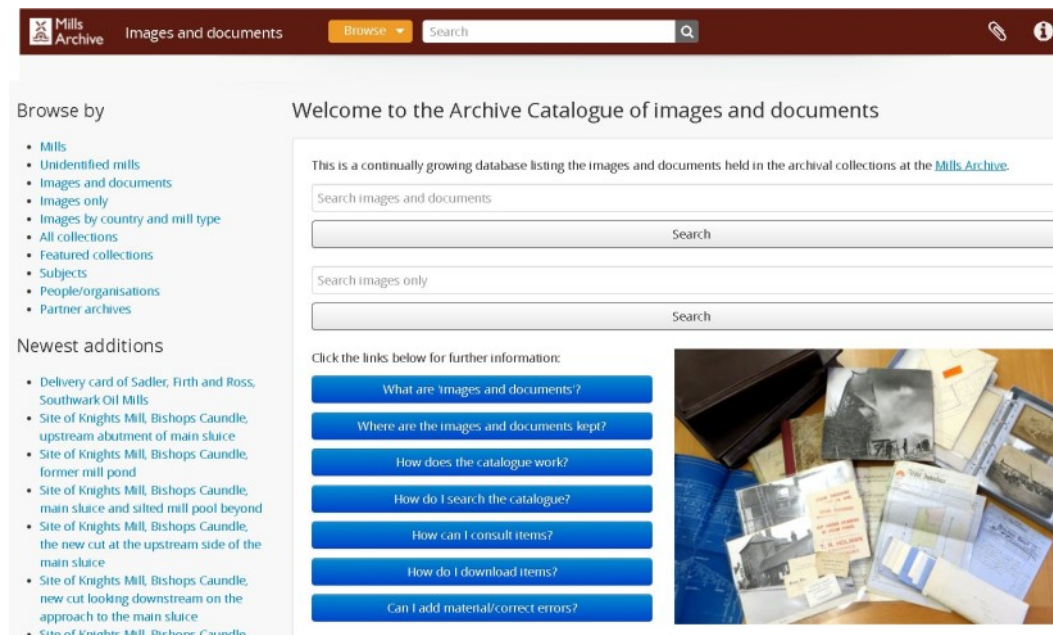 Mills
Archive
Images and documents
Browse
Search
Browse by
Mills
Unidentified mills
Images and documents
Images only
Images by country and mill type
All collections
Featured collections
Subjects
People/organisations
Partner archives
Newest additions
Delivery card of Sadler, Firth and Ross,
Southwark Oil Mills
Site of Knights Mill, Bishops Caundle,
upstream abutment of main sluice
Site of Knights Mill, Bishops Caundle,
former mill pond
Site of Knights Mill, Bishops Caundle,
main sluice and silted mill pool beyond
Site of Knights Mill, Bishops Caundle,
the new cut at the upstream side of the
main sluice
Site of Knights Mill, Bishops Caundle,
new cut looking downstream on the
approach to the main sluice
Site of Knights Mill, Bishops Caundle,
Welcome to the Archive Catalogue of images and documents
This is a continually growing database listing the images and documents held in the archival collections at the Mills Archive.
Search images and documents
Search
Search images only
Search
Click the links below for further information:
What are 'images and documents'?
Where are the images and documents kept?
How does the catalogue work?
How do I search the catalogue?
How can I consult items?
How do I download items?
Can I add material/correct errors?